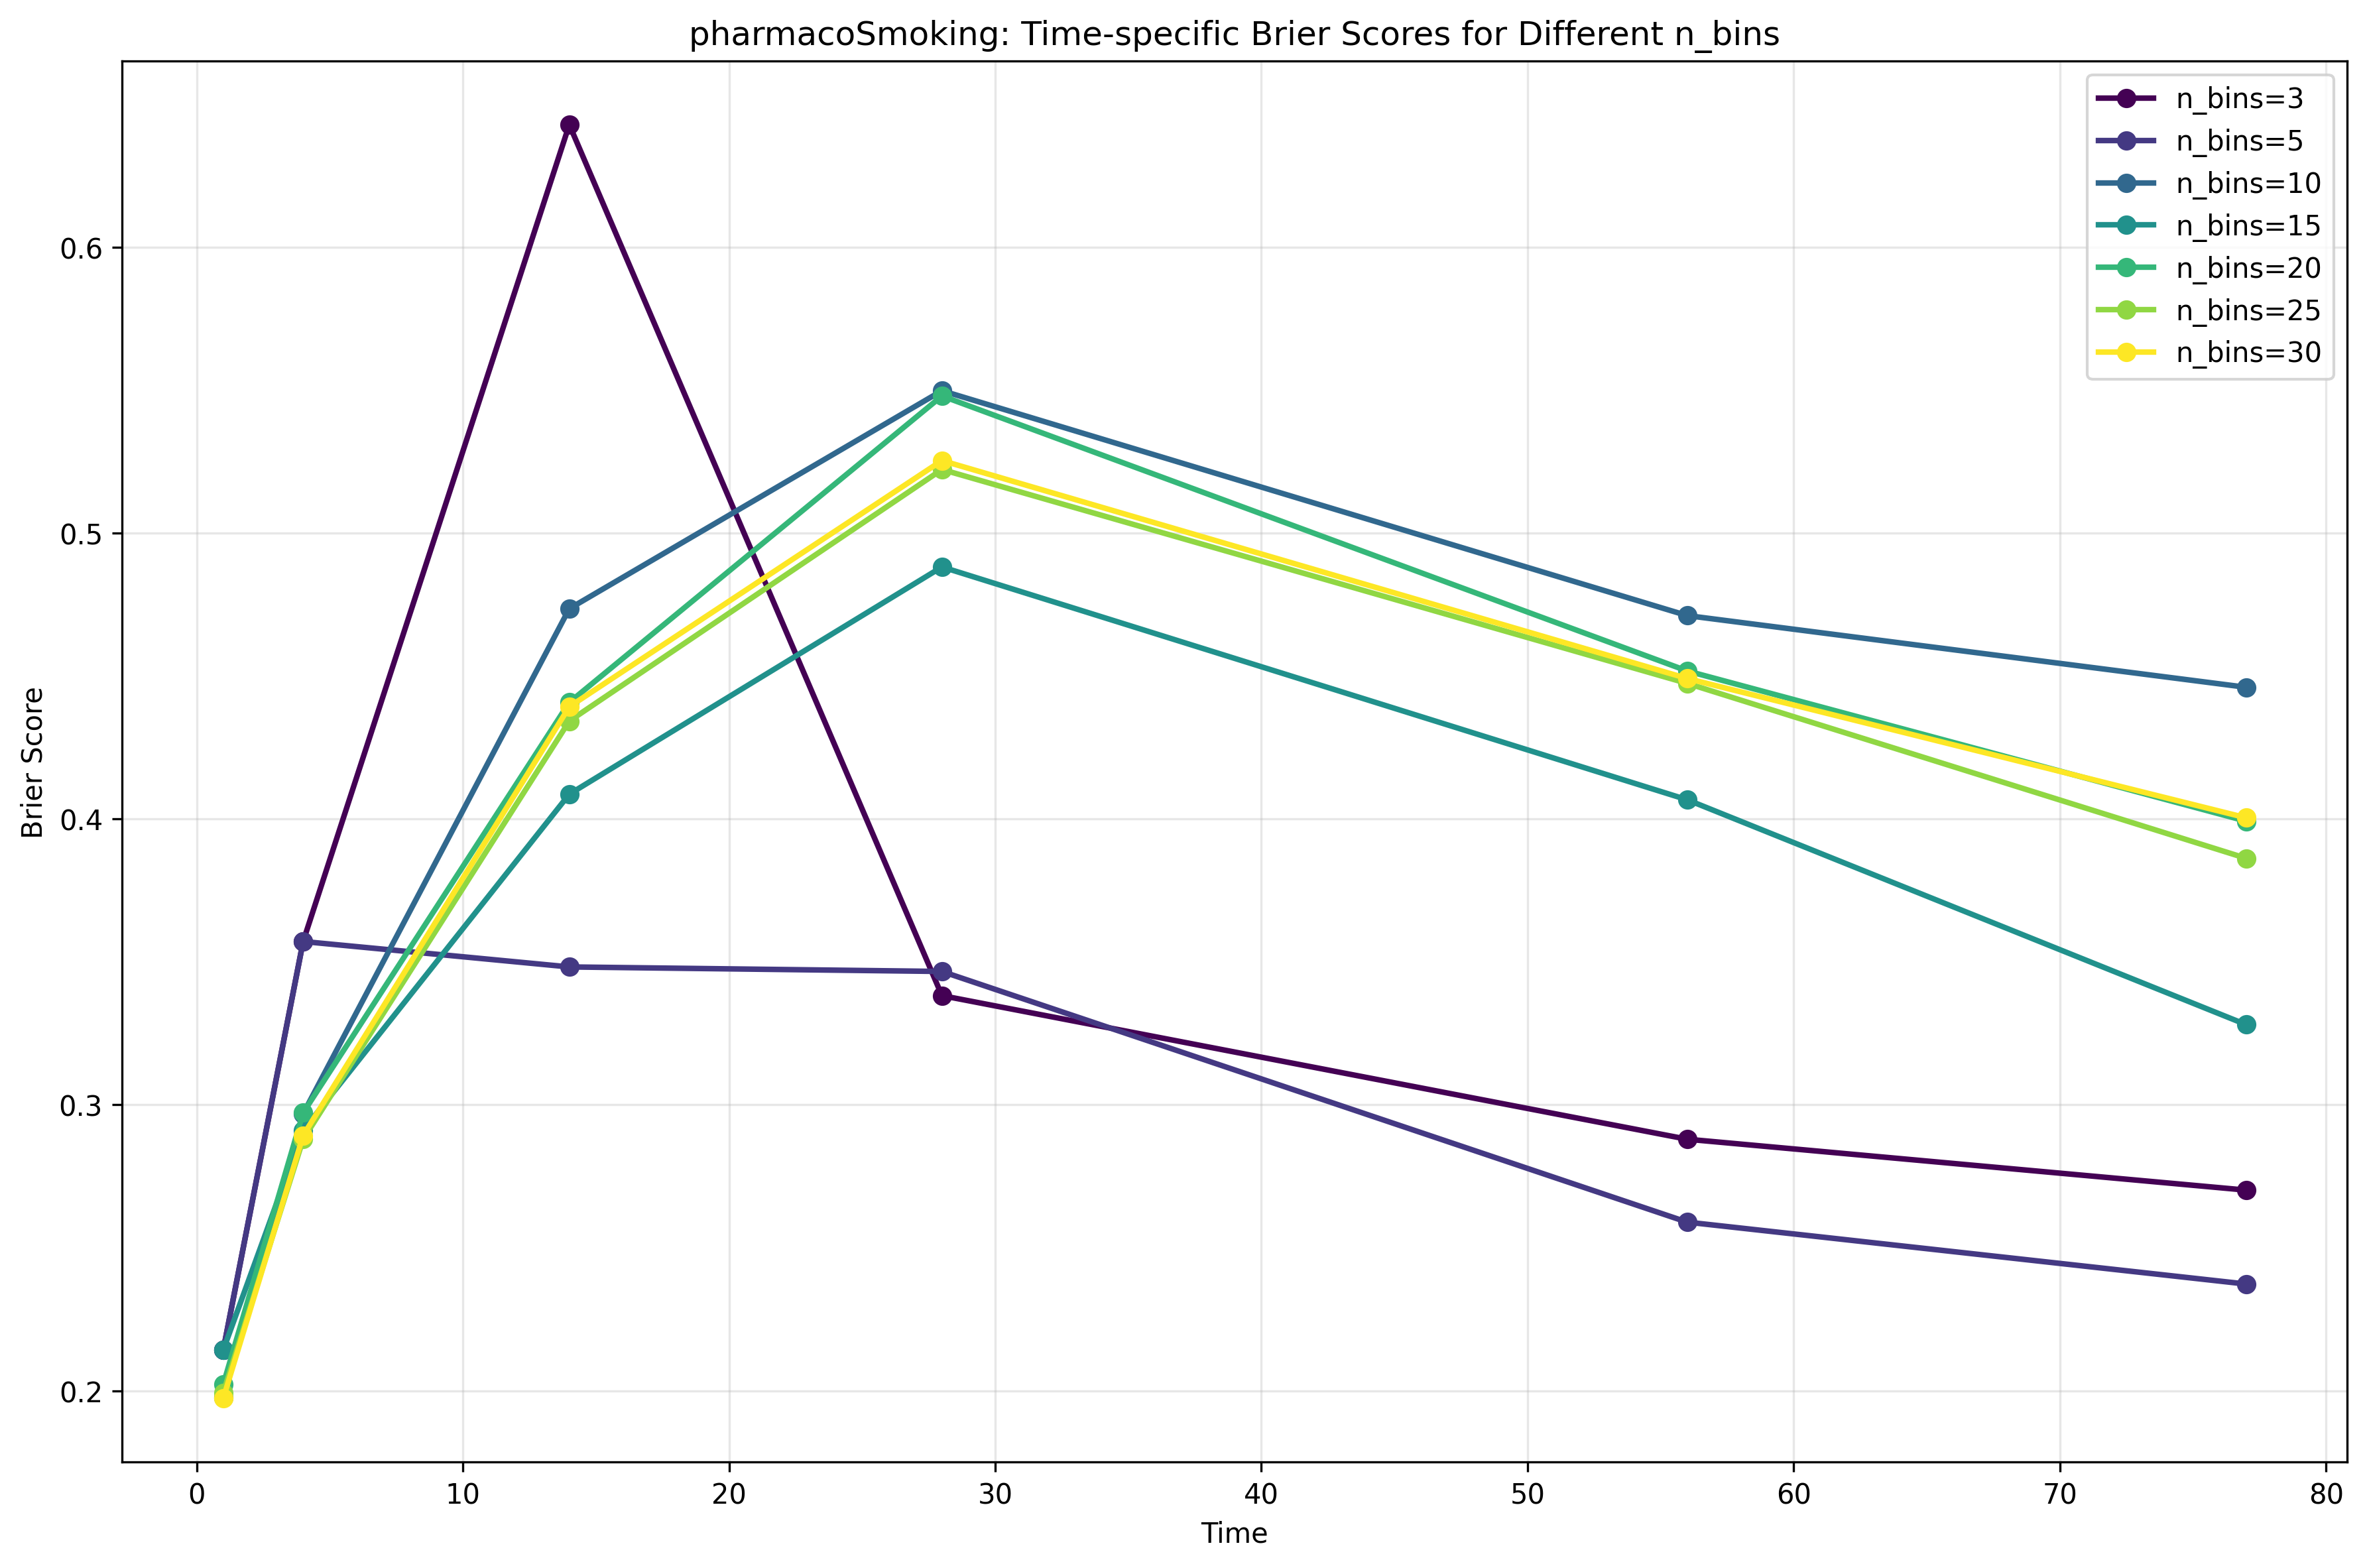 pharmacoSmoking: Time-specific Brier Scores for Different n_bins
n_bins=3
n_bins=5
n_bins=10
n_bins=15
n_bins=20
n_bins=25
n_bins=30
Brier Score
0.6
0.5
0.4
0.3
0.2
0 10 20 30 40 50 60 70 80
Time